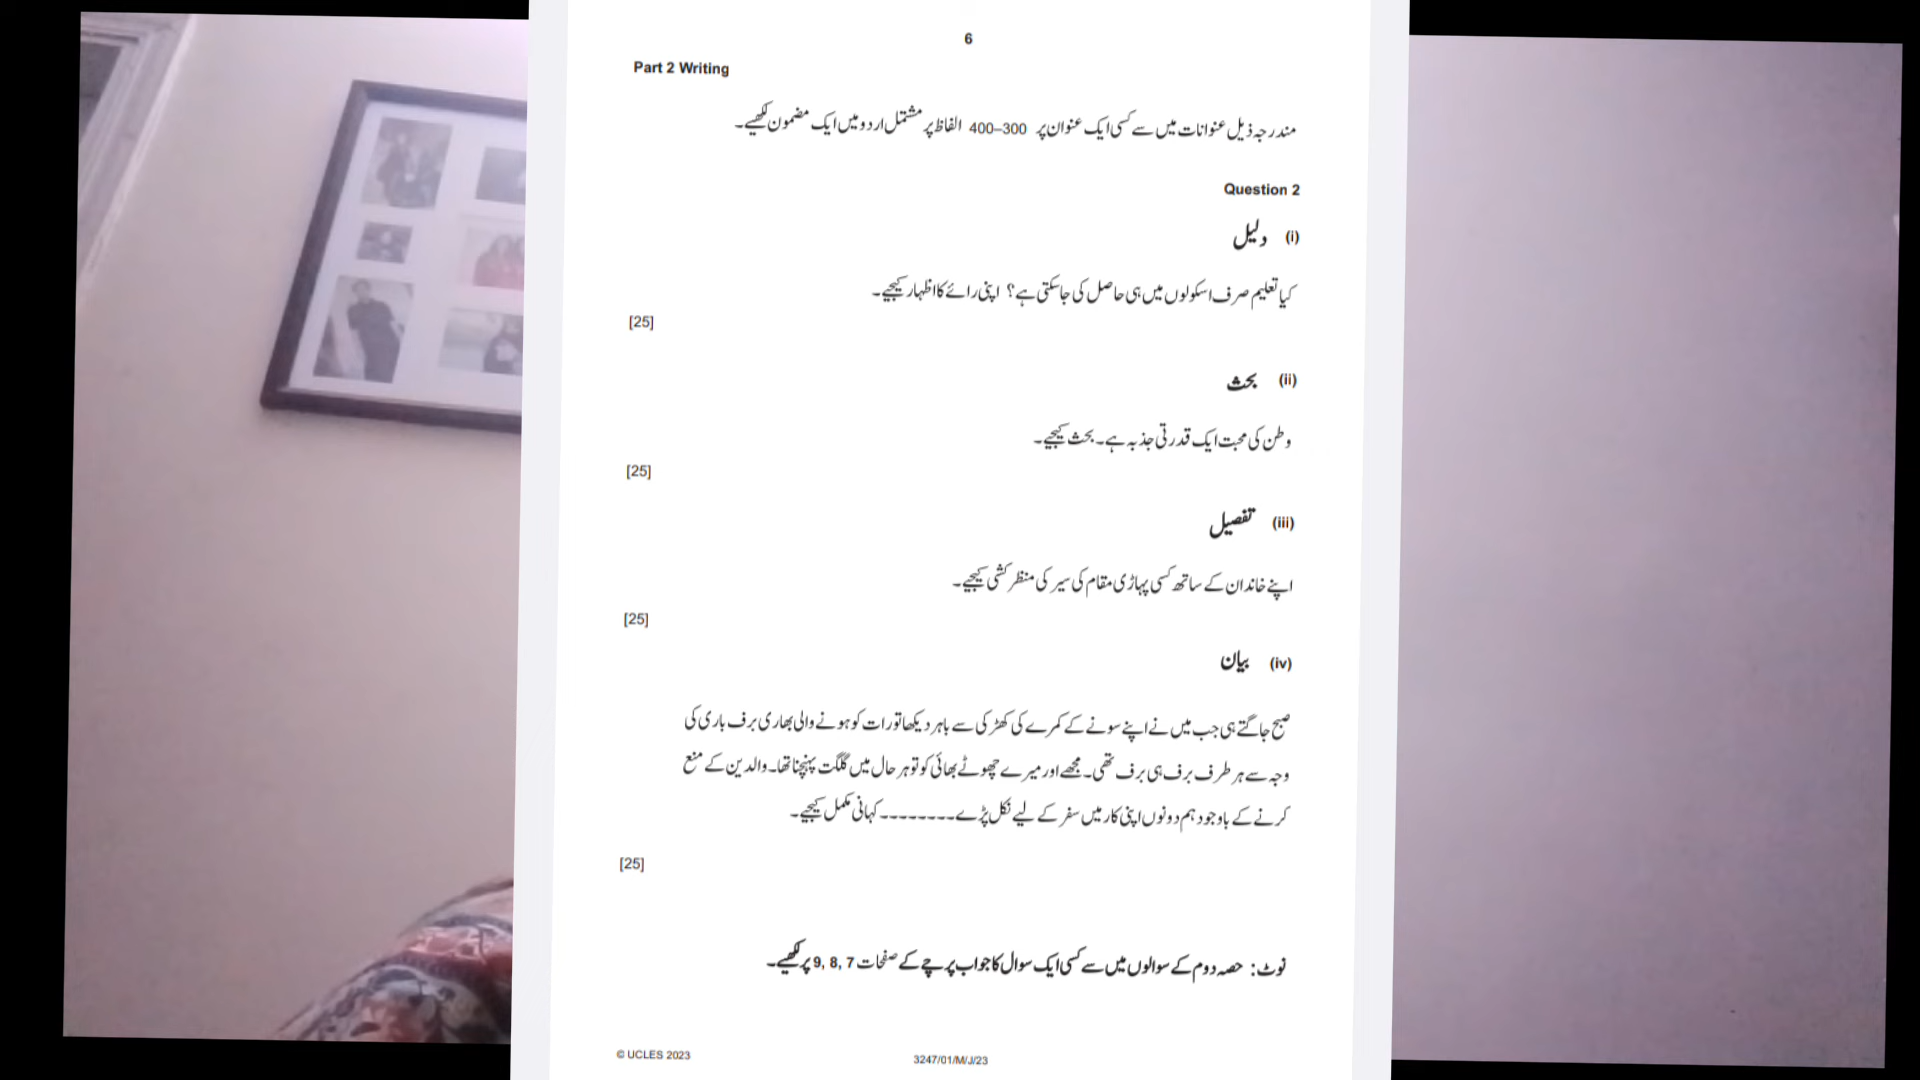 6
Part 2 Writing
مندرجہ ذیل عنوانات میں سے کسی ایک عنوان پر 300–400 الفاظ پر مشتمل اردو میں ایک مضمون لکھیے۔
Question 2
(i) دلیل
کیا تعلیم صرف اسکولوں میں ہی حاصل کی جاسکتی ہے؟ اپنی رائے کا اظہار کیجیے۔
[25]
(ii) بحث
وطن کی محبت ایک قدرتی جذبہ ہے۔ بحث کیجیے۔
[25]
(iii) تفصیل
اپنے خاندان کے ساتھ کسی پہاڑی مقام کی سیر کی منظر کشی کیجیے۔
[25]
(iv) بیان
صبح جاگتے ہی جب میں نے اپنے سونے کے کمرے کی کھڑکی سے باہر دیکھا تو رات کو ہونے والی بھاری برف باری کی
وجہ سے ہر طرف برف ہی برف تھی۔ مجھے اور میرے چھوٹے بھائی کو تو ہر حال میں گلگت پہنچنا تھا۔ والدین کے منع
کرنے کے باوجود ہم دونوں اپنی کار میں سفر کے لیے نکل پڑے۔۔۔۔۔۔۔۔ کہانی مکمل کیجیے۔
[25]
نوٹ: حصہ دوم کے سوالوں میں سے کسی ایک سوال کا جواب پرچے کے صفحات 7 ,8 ,9 پر لکھیے۔
© UCLES 2023
3247/01/M/J/23